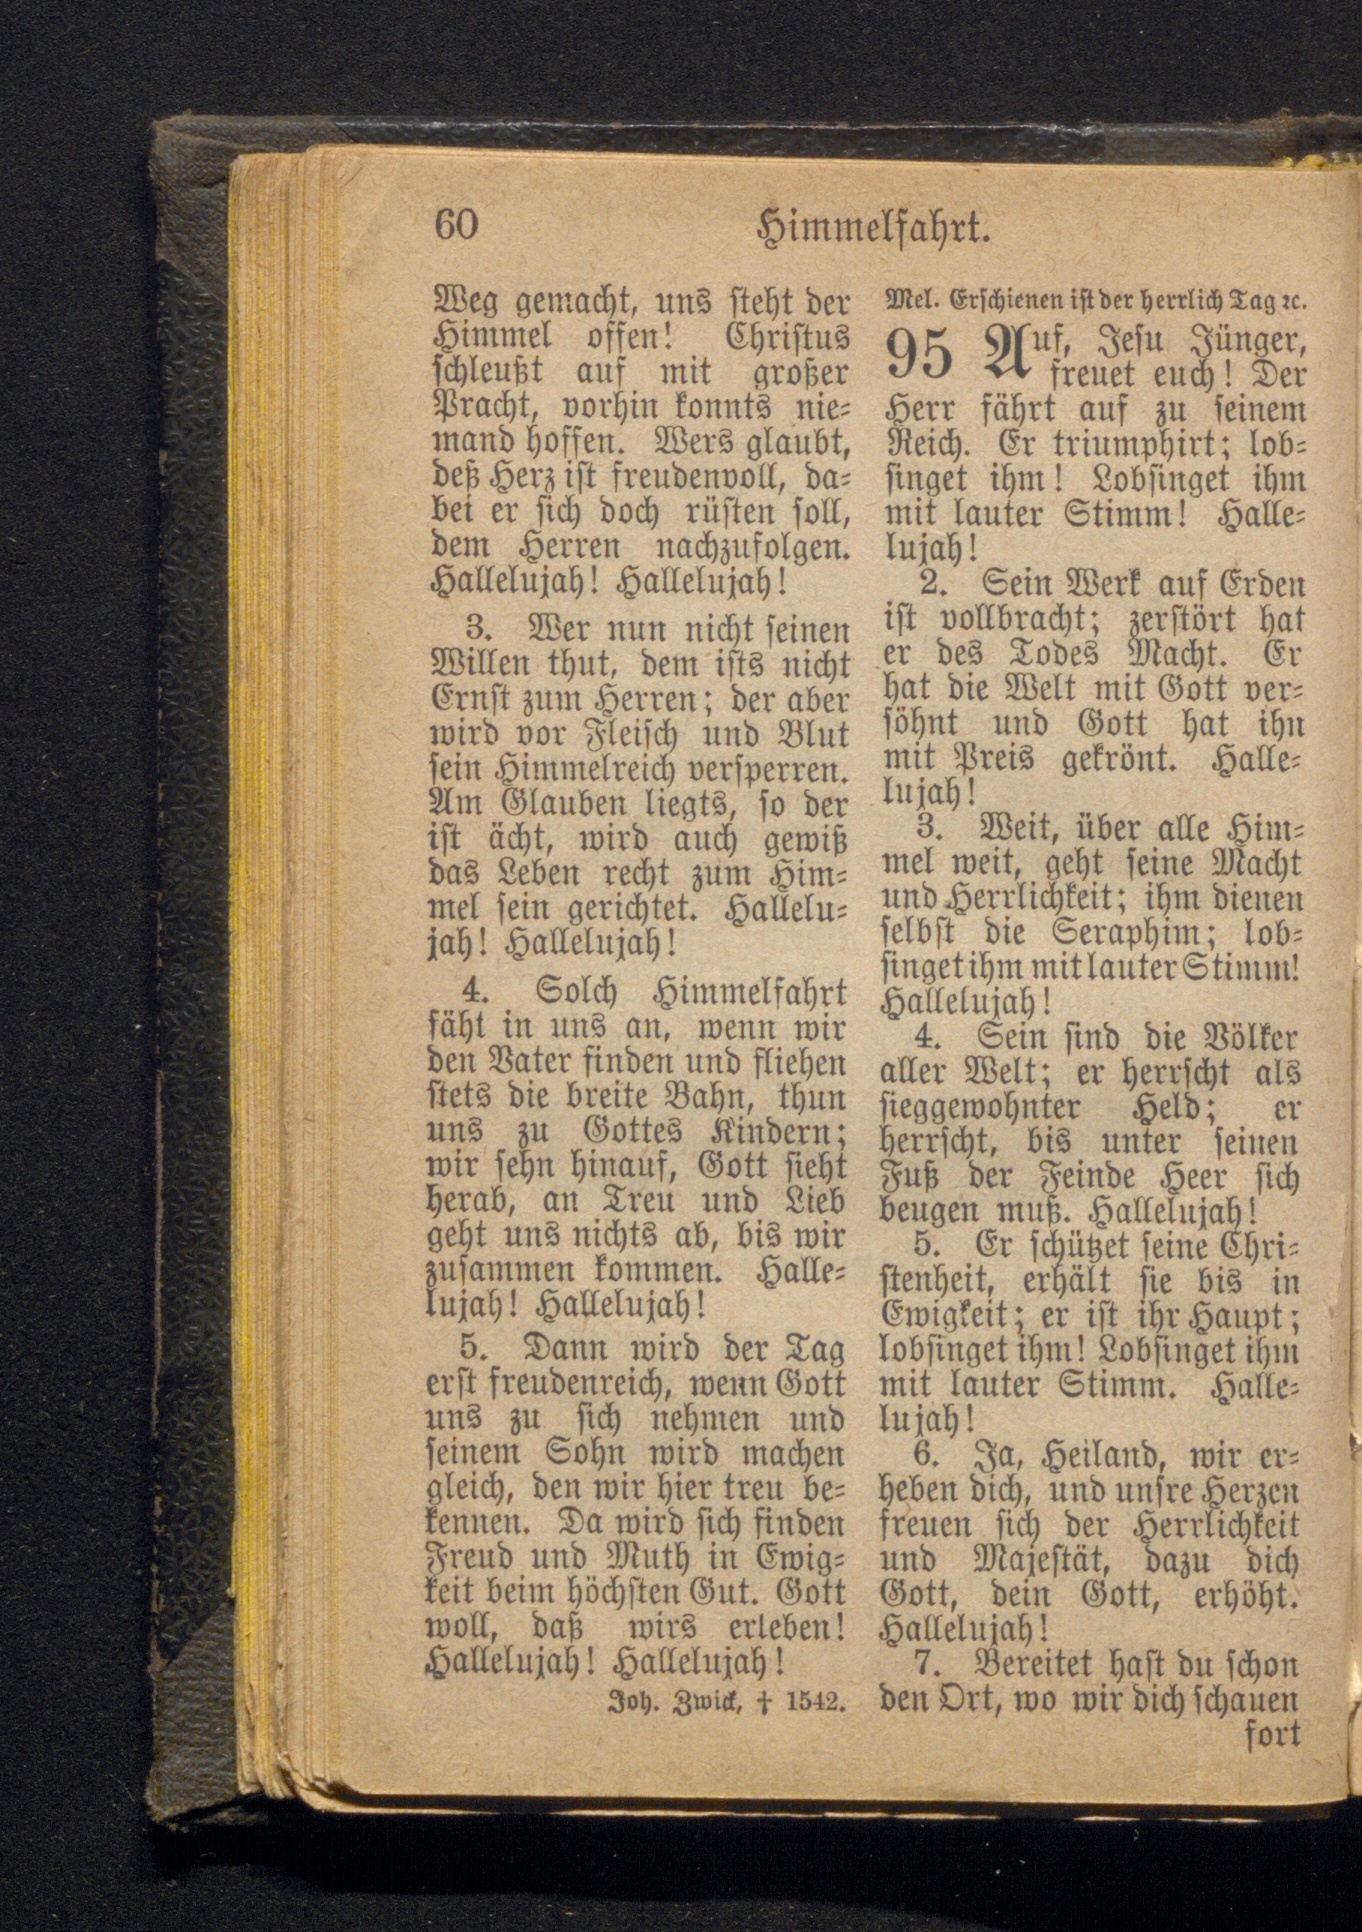 60
Himmelfahrt.
Weg gemacht, uns steht der
Himmel offen! Christus
schleußt auf mit großer
Pracht, vorhin konnts nie-
mand hoffen. Wers glaubt,
deß Herz ist freudenvoll, da-
bei er sich doch rüsten soll,
dem Herren nachzufolgen.
Hallelujah! Hallelujah!
3. Wer nun nicht seinen
Willen thut, dem ists nicht
Ernst zum Herren; der aber
wird vor Fleisch und Blut
sein Himmelreich versperren.
Am Glauben liegts, so der
ist ächt, wird auch gewiß
das Leben recht zum Him-
mel sein gerichtet. Hallelu-
jah! Hallelujah!
4. Solch Himmelfahrt
fäht in uns an, wenn wir
den Vater finden und fliehen
stets die breite Bahn, thun
uns zu Gottes Kindern;
wir sehn hinauf, Gott sieht
herab, an Treu und Lieb
geht uns nichts ab, bis wir
zusammen kommen. Halle-
lujah! Hallelujah!
5. Dann wird der Tag
erst freudenreich, wenn Gott
uns zu sich nehmen und
seinem Sohn wird machen
gleich, den wir hier treu be-
kennen. Da wird sich finden
Freud und Muth in Ewig-
keit beim höchsten Gut. Gott
woll, daß wirs erleben!
Hallelujah! Hallelujah!
Joh. Zwick, † 1542.
Mel. Erschienen ist der herrlich Tag ꝛc.
95 Auf, Jesu Jünger,
freuet euch! Der
Herr fährt auf zu seinem
Reich. Er triumphirt; lob-
singet ihm! Lobsinget ihm
mit lauter Stimm! Halle-
lujah!
2. Sein Werk auf Erden
ist vollbracht; zerstört hat
er des Todes Macht. Er
hat die Welt mit Gott ver-
söhnt und Gott hat ihn
mit Preis gekrönt. Halle-
lujah!
3. Weit, über alle Him-
mel weit, geht seine Macht
und Herrlichkeit; ihm dienen
selbst die Seraphim; lob-
singet ihm mit lauter Stimm!
Hallelujah!
4. Sein sind die Völker
aller Welt; er herrscht als
sieggewohnter Held; er
herrscht, bis unter seinen
Fuß der Feinde Heer sich
beugen muß. Hallelujah!
5. Er schützet seine Chri-
stenheit, erhält sie bis in
Ewigkeit; er ist ihr Haupt;
lobsinget ihm! Lobsinget ihm
mit lauter Stimm. Halle-
lujah!
6. Ja, Heiland, wir er-
heben dich, und unsre Herzen
freuen sich der Herrlichkeit
und Majestät, dazu dich
Gott, dein Gott, erhöht.
Hallelujah!
7. Bereitet hast du schon
den Ort, wo wir dich schauen
fort